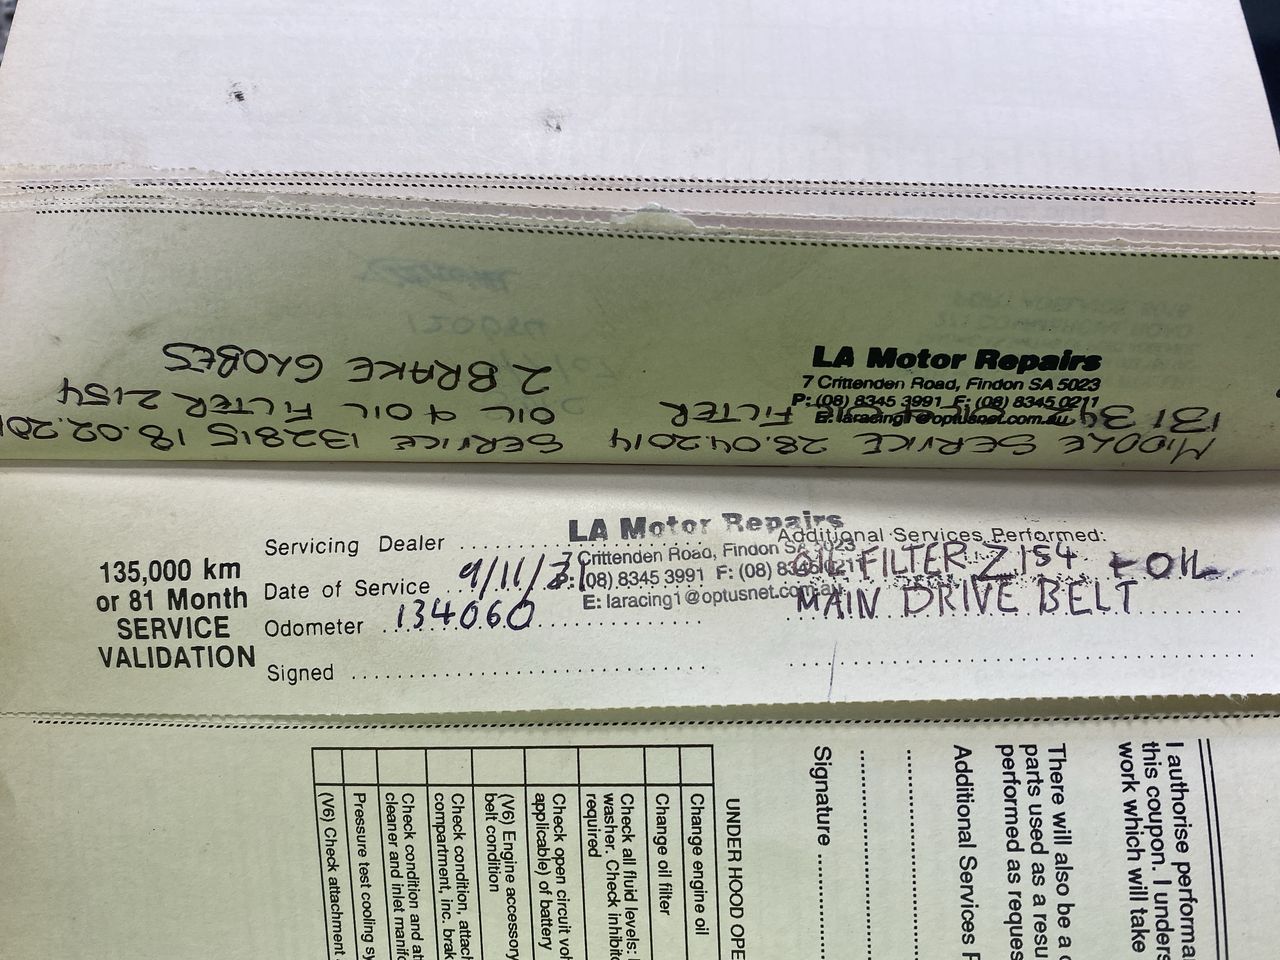 LA Motor Repairs
7 Crittenden Road, Findon SA 5023
P: (08) 8345 3991 F: (08) 8345 0211
E: laracing1@optusnet.com.au
MIDDLE SERVICE 28.04.2014
OIL FILTER
SERVICE 132815 18.02.201
OIL & OIL FILTER Z154
2 BRAKE GLOBES
135,000 km
or 81 Month
SERVICE
VALIDATION
Servicing Dealer
Date of Service 9/11/
Odometer 134060
Signed
LA Motor Repairs
Crittenden Road, Findon SA 5023
P: (08) 8345 3991 F: (08) 8345 0211
E: laracing1@optusnet.com.au
Additional Services Performed:
OIL FILTER Z154 + OIL
MAIN DRIVE BELT
I authorise performa
this coupon. I unders
work which will take
There will also be a c
parts used as a resu
performed as reques
Additional Services P
Signature
UNDER HOOD OPE
Change engine oil
Change oil filter
Check all fluid levels:
washer. Check inhibit
required
Check open circuit vol
applicable) of battery
(V6) Engine accessory
belt condition
Check condition, attac
compartment, inc. brak
Check condition and at
cleaner and inlet manifo
Pressure test cooling sy
(V6) Check attachment